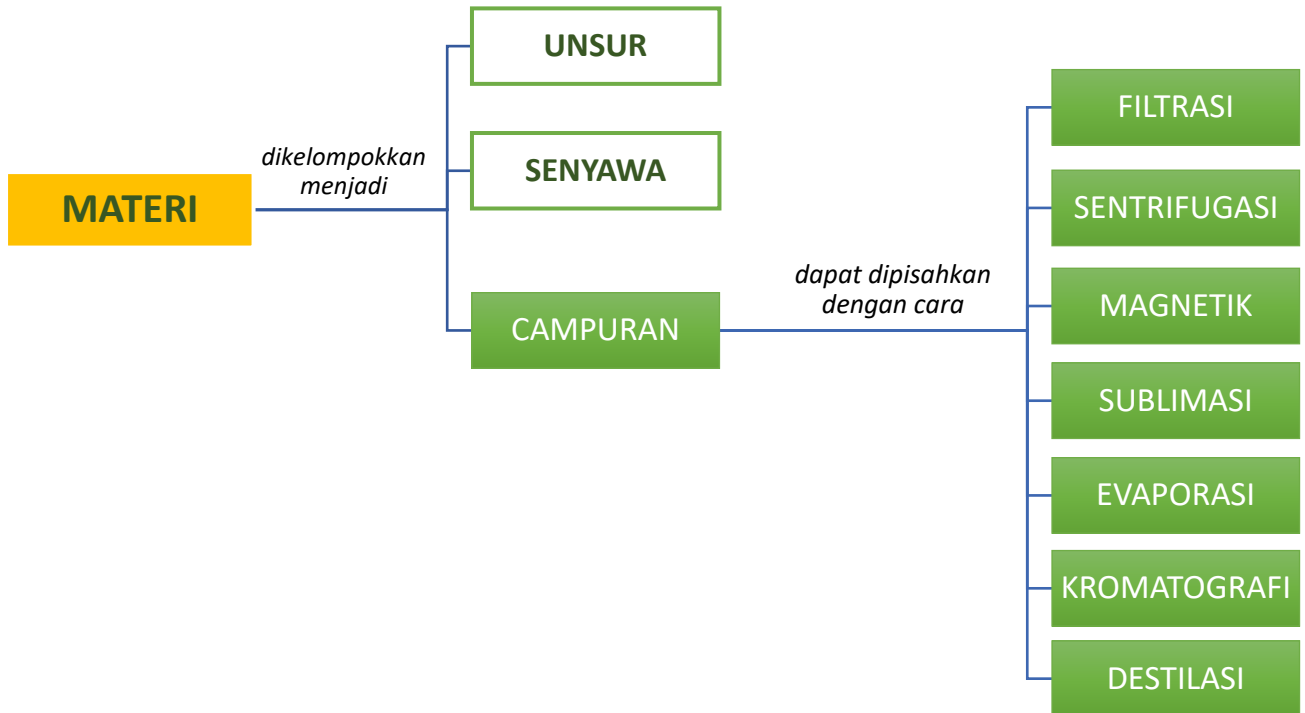 MATERI
dikelompokkan
menjadi
UNSUR
SENYAWA
CAMPURAN
dapat dipisahkan
dengan cara
FILTRASI
SENTRIFUGASI
MAGNETIK
SUBLIMASI
EVAPORASI
KROMATOGRAFI
DESTILASI